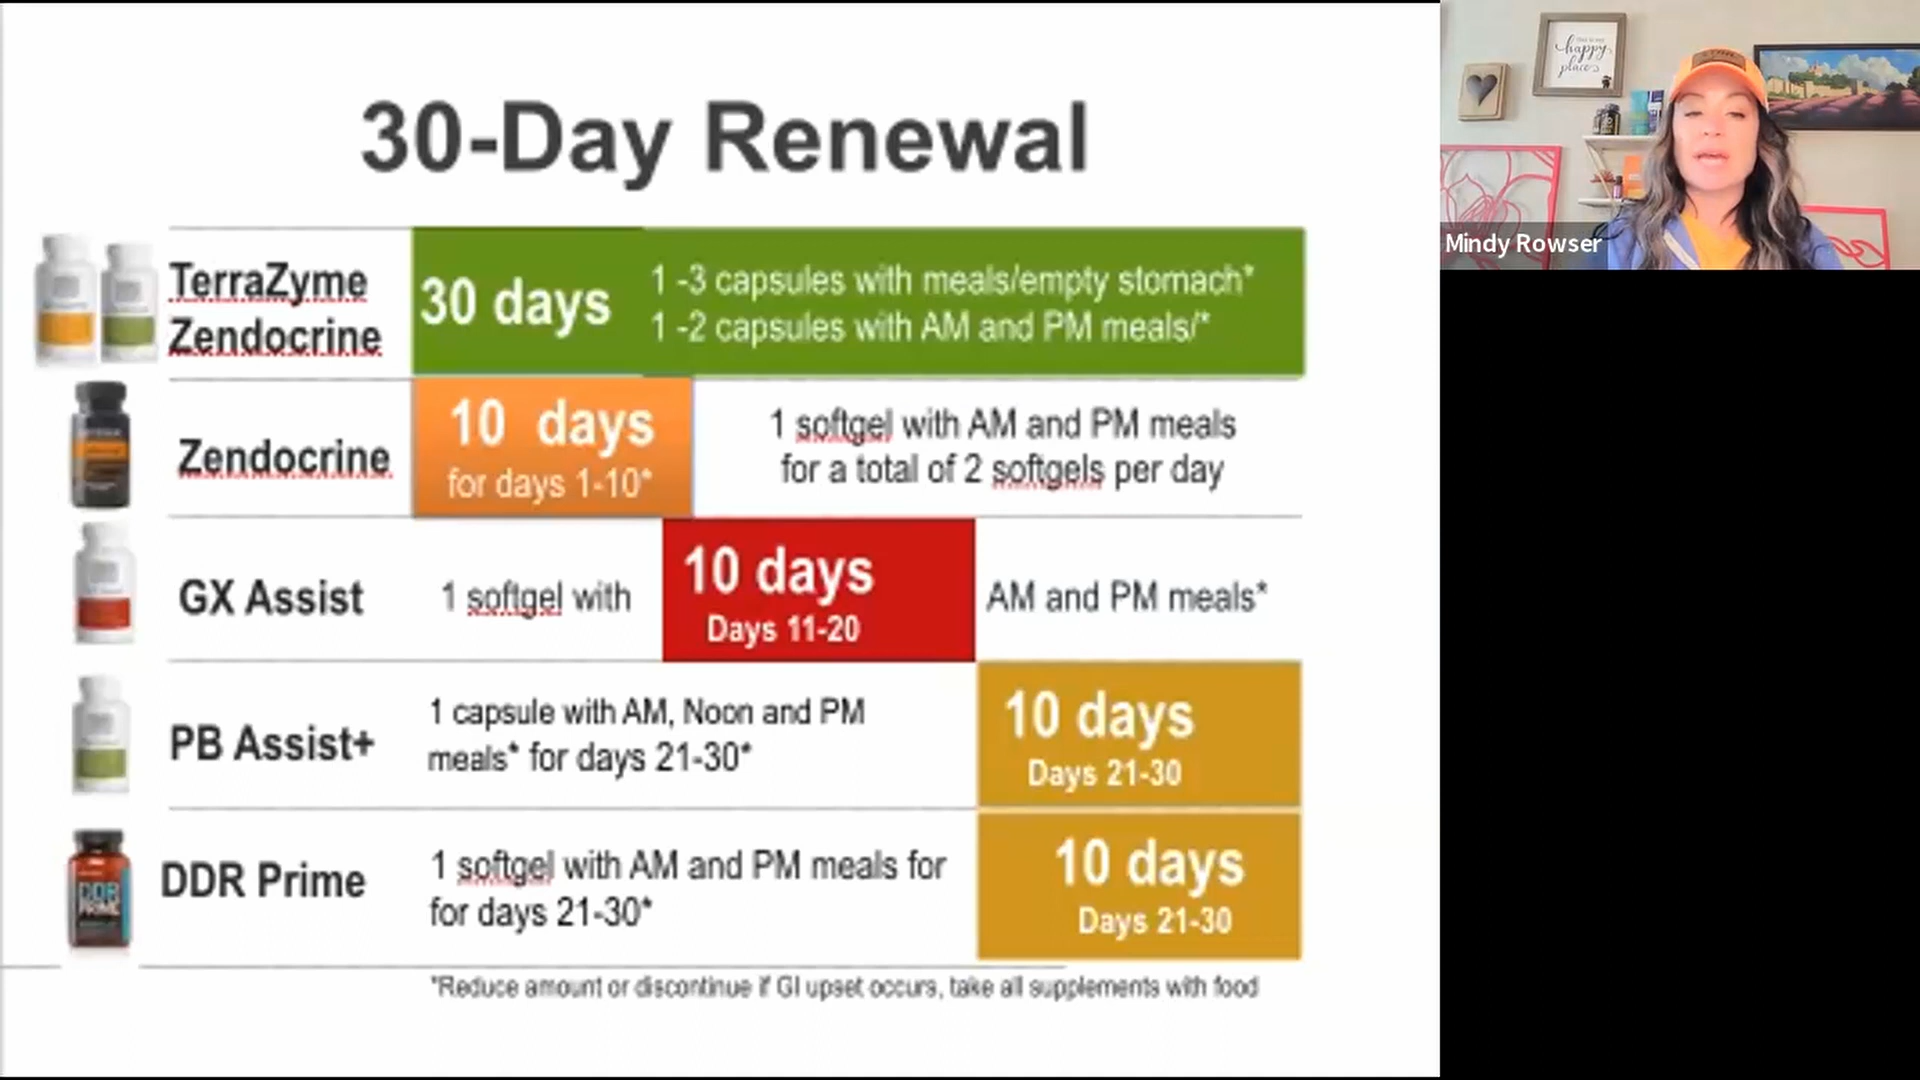 30-Day Renewal
TerraZyme
Zendocrine
30 days
1 -3 capsules with meals/empty stomach*
1 -2 capsules with AM and PM meals/*
Zendocrine
10 days
for days 1-10*
1 softgel with AM and PM meals
for a total of 2 softgels per day
GX Assist
1 softgel with
10 days
Days 11-20
AM and PM meals*
PB Assist+
1 capsule with AM, Noon and PM
meals* for days 21-30*
10 days
Days 21-30
DDR Prime
1 softgel with AM and PM meals for
for days 21-30*
10 days
Days 21-30
*Reduce amount or discontinue if GI upset occurs, take all supplements with food
DDR
PRIME
happy
place
Mindy Rowser